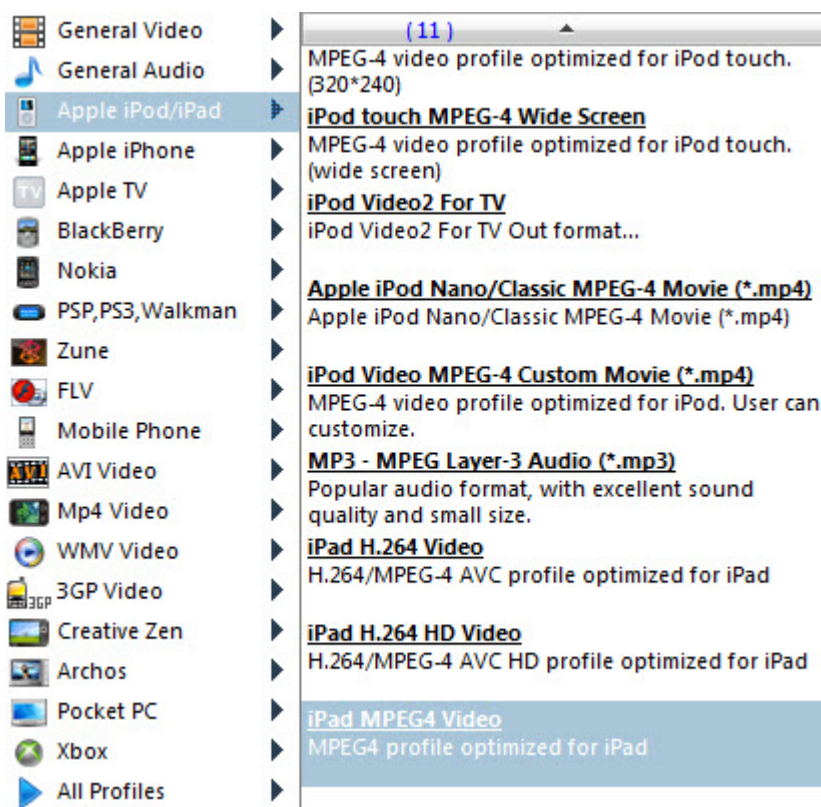 General Video
General Audio
Apple iPod/iPad
Apple iPhone
TV Apple TV
BlackBerry
Nokia
PSP,PS3,Walkman
Zune
FLV
Mobile Phone
AVI AVI Video
Mp4 Video
WMV Video
3GP 3GP Video
Creative Zen
Archos
Pocket PC
Xbox
All Profiles
( 11 )
MPEG-4 video profile optimized for iPod touch.
(320*240)
iPod touch MPEG-4 Wide Screen
MPEG-4 video profile optimized for iPod touch.
(wide screen)
iPod Video2 For TV
iPod Video2 For TV Out format...
Apple iPod Nano/Classic MPEG-4 Movie (*.mp4)
Apple iPod Nano/Classic MPEG-4 Movie (*.mp4)
iPod Video MPEG-4 Custom Movie (*.mp4)
MPEG-4 video profile optimized for iPod. User can
customize.
MP3 - MPEG Layer-3 Audio (*.mp3)
Popular audio format, with excellent sound
quality and small size.
iPad H.264 Video
H.264/MPEG-4 AVC profile optimized for iPad
iPad H.264 HD Video
H.264/MPEG-4 AVC HD profile optimized for iPad
iPad MPEG4 Video
MPEG4 profile optimized for iPad